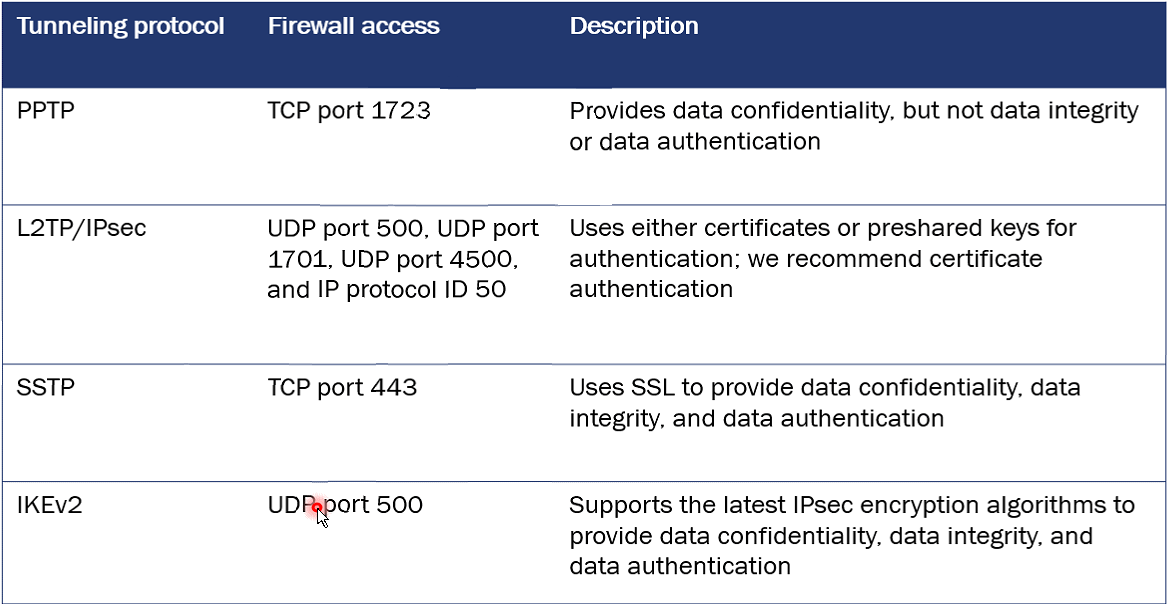 Tunneling protocol Firewall access Description
PPTP TCP port 1723 Provides data confidentiality, but not data integrity
or data authentication
L2TP/IPsec UDP port 500, UDP port Uses either certificates or preshared keys for
1701, UDP port 4500, authentication; we recommend certificate
and IP protocol ID 50 authentication
SSTP TCP port 443 Uses SSL to provide data confidentiality, data
integrity, and data authentication
IKEv2 UDP port 500 Supports the latest IPsec encryption algorithms to
provide data confidentiality, data integrity, and
data authentication